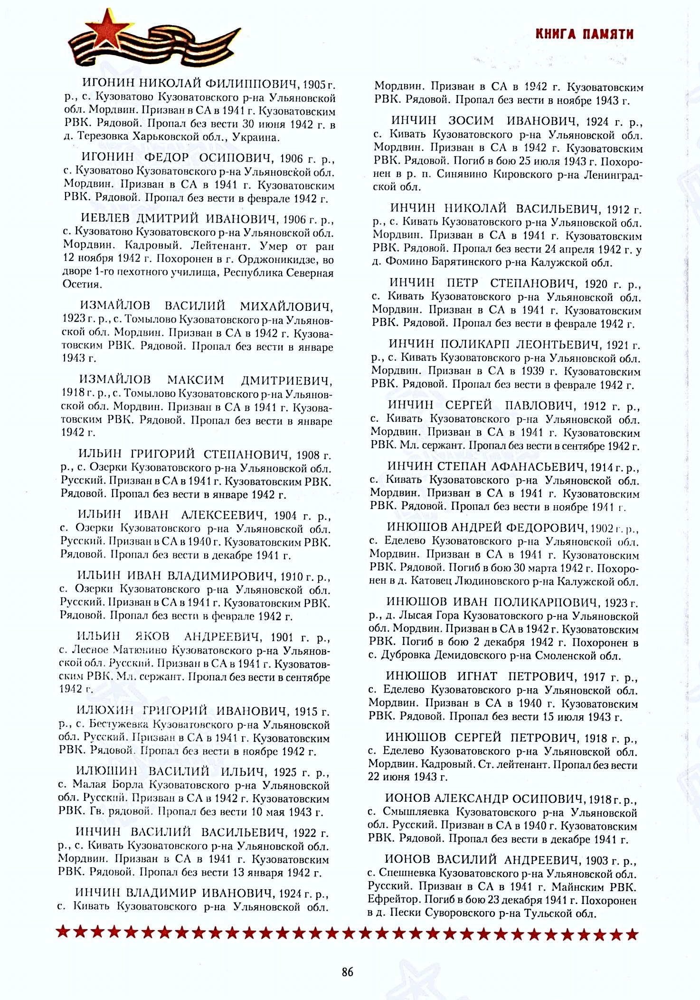 КНИГА ПАМЯТИ
ИГОНИН НИКОЛАЙ ФИЛИППОВИЧ, 1905 г.
р., с. Кузоватово Кузоватовского р-на Ульяновской
обл. Мордвин. Призван в СА в 1941 г. Кузоватовским
РВК. Рядовой. Пропал без вести 30 июня 1942 г. в
д. Терезовка Харьковской обл., Украина.
ИГОНИН ФЕДОР ОСИПОВИЧ, 1906 г. р.,
с. Кузоватово Кузоватовского р-на Ульяновской обл.
Мордвин. Призван в СА в 1941 г. Кузоватовским
РВК. Рядовой. Пропал без вести в феврале 1942 г.
ИЕВЛЕВ ДМИТРИЙ ИВАНОВИЧ, 1906 г. р.,
с. Кузоватово Кузоватовского р-на Ульяновской обл.
Мордвин. Кадровый. Лейтенант. Умер от ран
12 ноября 1942 г. Похоронен в г. Орджоникидзе, во
дворе 1-го пехотного училища, Республика Северная
Осетия.
ИЗМАЙЛОВ ВАСИЛИЙ МИХАЙЛОВИЧ,
1923 г. р., с. Томылово Кузоватовского р-на Ульянов-
ской обл. Мордвин. Призван в СА в 1942 г. Кузова-
товским РВК. Рядовой. Пропал без вести в январе
1943 г.
ИЗМАЙЛОВ МАКСИМ ДМИТРИЕВИЧ,
1918 г. р., с. Томылово Кузоватовского р-на Ульянов-
ской обл. Мордвин. Призван в СА в 1941 г. Кузова-
товским РВК. Рядовой. Пропал без вести в январе
1942 г.
ИЛЬИН ГРИГОРИЙ СТЕПАНОВИЧ, 1908 г.
р., с. Озерки Кузоватовского р-на Ульяновской обл.
Русский. Призван в СА в 1941 г. Кузоватовским РВК.
Рядовой. Пропал без вести в январе 1942 г.
ИЛЬИН ИВАН АЛЕКСЕЕВИЧ, 1904 г. р.,
с. Озерки Кузоватовского р-на Ульяновской обл.
Русский. Призван в СА в 1940 г. Кузоватовским РВК.
Рядовой. Пропал без вести в декабре 1941 г.
ИЛЬИН ИВАН ВЛАДИМИРОВИЧ, 1910 г. р.,
с. Озерки Кузоватовского р-на Ульяновской обл.
Русский. Призван в СА в 1941 г. Кузоватовским РВК.
Рядовой. Пропал без вести в феврале 1942 г.
ИЛЬИН ЯКОВ АНДРЕЕВИЧ, 1901 г. р.,
с. Лесное Матюнино Кузоватовского р-на Ульянов-
ской обл. Русский. Призван в СА в 1941 г. Кузоватов-
ским РВК. Мл. сержант. Пропал без вести в сентябре
1942 г.
ИЛЮХИН ГРИГОРИЙ ИВАНОВИЧ, 1915 г.
р., с. Бестужевка Кузоватовского р-на Ульяновской
обл. Русский. Призван в СА в 1941 г. Кузоватовским
РВК. Рядовой. Пропал без вести в ноябре 1942 г.
ИЛЮШИН ВАСИЛИЙ ИЛЬИЧ, 1925 г. р.,
с. Малая Борла Кузоватовского р-на Ульяновской
обл. Русский. Призван в СА в 1942 г. Кузоватовским
РВК. Гв. рядовой. Пропал без вести 10 мая 1943 г.
ИНЧИН ВАСИЛИЙ ВАСИЛЬЕВИЧ, 1922 г.
р., с. Кивать Кузоватовского р-на Ульяновской обл.
Мордвин. Призван в СА в 1941 г. Кузоватовским
РВК. Рядовой. Пропал без вести 13 января 1942 г.
ИНЧИН ВЛАДИМИР ИВАНОВИЧ, 1924 г. р.,
с. Кивать Кузоватовского р-на Ульяновской обл.
Мордвин. Призван в СА в 1942 г. Кузоватовским
РВК. Рядовой. Пропал без вести в ноябре 1943 г.
ИНЧИН ЗОСИМ ИВАНОВИЧ, 1924 г. р.,
с. Кивать Кузоватовского р-на Ульяновской обл.
Мордвин. Призван в СА в 1942 г. Кузоватовским
РВК. Рядовой. Погиб в бою 25 июля 1943 г. Похоро-
нен в р. п. Синявино Кировского р-на Ленинград-
ской обл.
ИНЧИН НИКОЛАЙ ВАСИЛЬЕВИЧ, 1912 г.
р., с. Кивать Кузоватовского р-на Ульяновской обл.
Мордвин. Призван в СА в 1941 г. Кузоватовским
РВК. Рядовой. Пропал без вести 24 апреля 1942 г. у
д. Фомино Барятинского р-на Калужской обл.
ИНЧИН ПЕТР СТЕПАНОВИЧ, 1920 г. р.,
с. Кивать Кузоватовского р-на Ульяновской обл.
Мордвин. Призван в СА в 1941 г. Кузоватовским
РВК. Рядовой. Пропал без вести в феврале 1942 г.
ИНЧИН ПОЛИКАРП ЛЕОНТЬЕВИЧ, 1921 г.
р., с. Кивать Кузоватовского р-на Ульяновской обл.
Мордвин. Призван в СА в 1939 г. Кузоватовским
РВК. Рядовой. Пропал без вести в феврале 1942 г.
ИНЧИН СЕРГЕЙ ПАВЛОВИЧ, 1912 г. р.,
с. Кивать Кузоватовского р-на Ульяновской обл.
Мордвин. Призван в СА в 1941 г. Кузоватовским
РВК. Мл. сержант. Пропал без вести в сентябре 1942 г.
ИНЧИН СТЕПАН АФАНАСЬЕВИЧ, 1914 г. р.,
с. Кивать Кузоватовского р-на Ульяновской обл.
Мордвин. Призван в СА в 1941 г. Кузоватовским
РВК. Рядовой. Пропал без вести в ноябре 1941 г.
ИНЮШОВ АНДРЕЙ ФЕДОРОВИЧ, 1902 г. р.,
с. Еделево Кузоватовского р-на Ульяновской обл.
Мордвин. Призван в СА в 1941 г. Кузоватовским
РВК. Рядовой. Погиб в бою 30 марта 1942 г. Похоро-
нен в д. Катовец Людиновского р-на Калужской обл.
ИНЮШОВ ИВАН ПОЛИКАРПОВИЧ, 1923 г.
р., д. Лысая Гора Кузоватовского р-на Ульяновской
обл. Мордвин. Призван в СА в 1942 г. Кузоватовским
РВК. Погиб в бою 2 декабря 1942 г. Похоронен в
с. Дубровка Демидовского р-на Смоленской обл.
ИНЮШОВ ИГНАТ ПЕТРОВИЧ, 1917 г. р.,
с. Еделево Кузоватовского р-на Ульяновской обл.
Мордвин. Призван в СА в 1940 г. Кузоватовским
РВК. Рядовой. Пропал без вести 15 июля 1943 г.
ИНЮШОВ СЕРГЕЙ ПЕТРОВИЧ, 1918 г. р.,
с. Еделево Кузоватовского р-на Ульяновской обл.
Мордвин. Кадровый. Ст. лейтенант. Пропал без вести
22 июня 1943 г.
ИОНОВ АЛЕКСАНДР ОСИПОВИЧ, 1918 г. р.,
с. Смышляевка Кузоватовского р-на Ульяновской
обл. Русский. Призван в СА в 1940 г. Кузоватовским
РВК. Рядовой. Пропал без вести в декабре 1941 г.
ИОНОВ ВАСИЛИЙ АНДРЕЕВИЧ, 1903 г. р.,
с. Спешневка Кузоватовского р-на Ульяновской обл.
Русский. Призван в СА в 1941 г. Майнским РВК.
Ефрейтор. Погиб в бою 23 декабря 1941 г. Похоронен
в д. Пески Суворовского р-на Тульской обл.
86